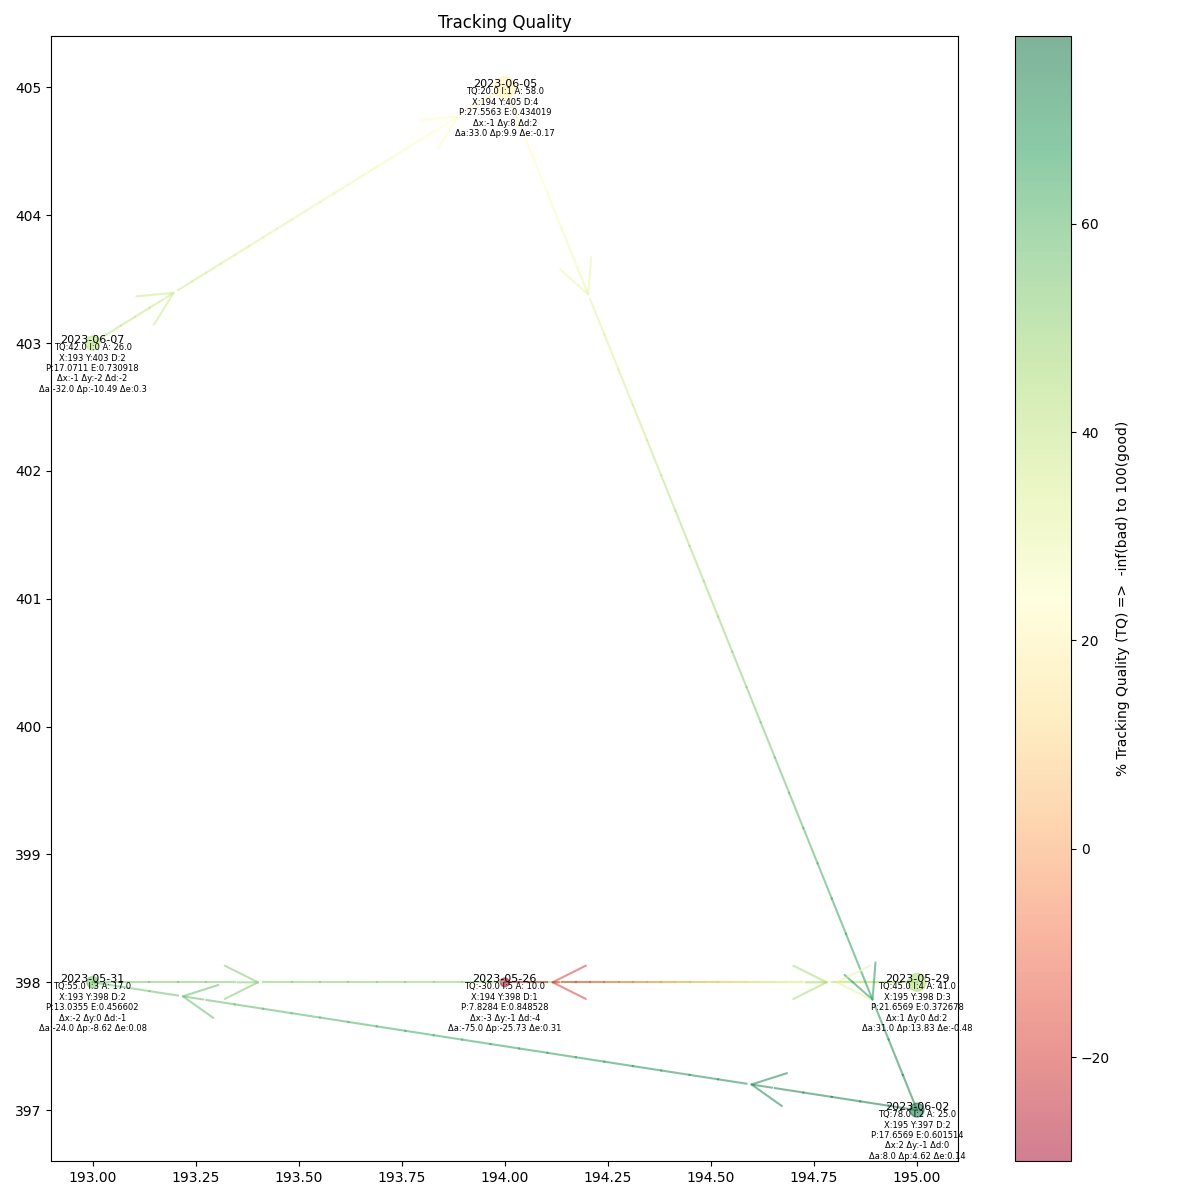 Tracking Quality
405
404
403
402
401
400
399
398
397
2023-06-05
TQ:20.0 I:1 A: 58.0
X:194 Y:405 D:4
P:27.5563 E:0.434019
Δx:-1 Δy:8 Δd:2
Δa:33.0 Δp:9.9 Δe:-0.17
2023-06-07
TQ:42.0 I:0 A: 26.0
X:193 Y:403 D:2
P:17.0711 E:0.730918
Δx:-1 Δy:-2 Δd:-2
Δa:-32.0 Δp:-10.49 Δe:0.3
2023-05-31
TQ:55.0 I:3 A: 17.0
X:193 Y:398 D:2
P:13.0355 E:0.456602
Δx:-2 Δy:0 Δd:-1
Δa:-24.0 Δp:-8.62 Δe:0.08
2023-05-26
TQ:-30.0 I:5 A: 10.0
X:194 Y:398 D:1
P:7.8284 E:0.848528
Δx:-3 Δy:-1 Δd:-4
Δa:-75.0 Δp:-25.73 Δe:0.31
2023-05-29
TQ:45.0 I:4 A: 41.0
X:195 Y:398 D:3
P:21.6569 E:0.372678
Δx:1 Δy:0 Δd:2
Δa:31.0 Δp:13.83 Δe:-0.48
2023-06-02
TQ:78.0 I:2 A: 25.0
X:195 Y:397 D:2
P:17.6569 E:0.601514
Δx:2 Δy:-1 Δd:0
Δa:8.0 Δp:4.62 Δe:0.14
193.00 193.25 193.50 193.75 194.00 194.25 194.50 194.75 195.00
60
40
20
0
−20
% Tracking Quality (TQ) => -inf(bad) to 100(good)